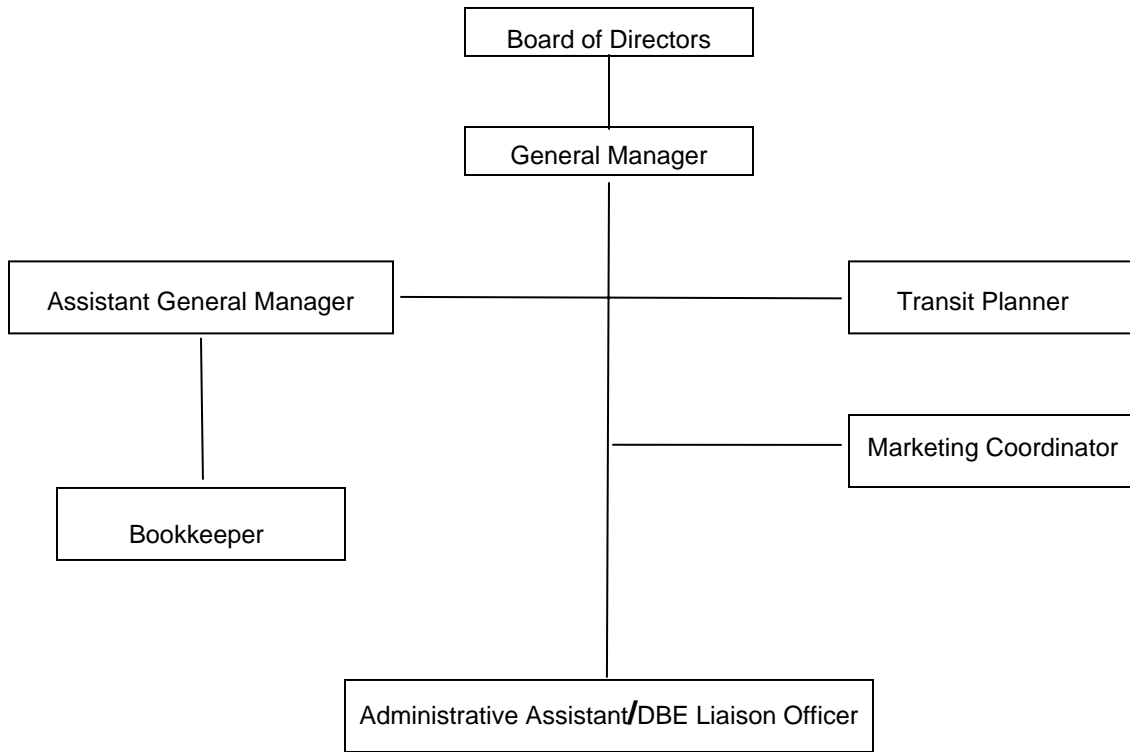 Board of Directors
General Manager
Assistant General Manager
Transit Planner
Marketing Coordinator
Bookkeeper
Administrative Assistant/DBE Liaison Officer